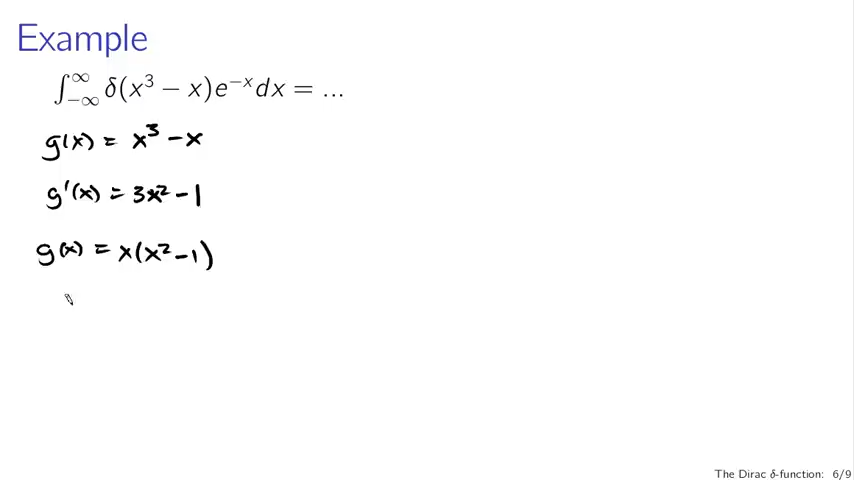 Example
∫_{−∞}^{∞} δ(x³ − x)e^{−x}dx = ...
g(x) = x³ − x
g'(x) = 3x² − 1
g(x) = x(x² − 1)
The Dirac δ-function: 6/9